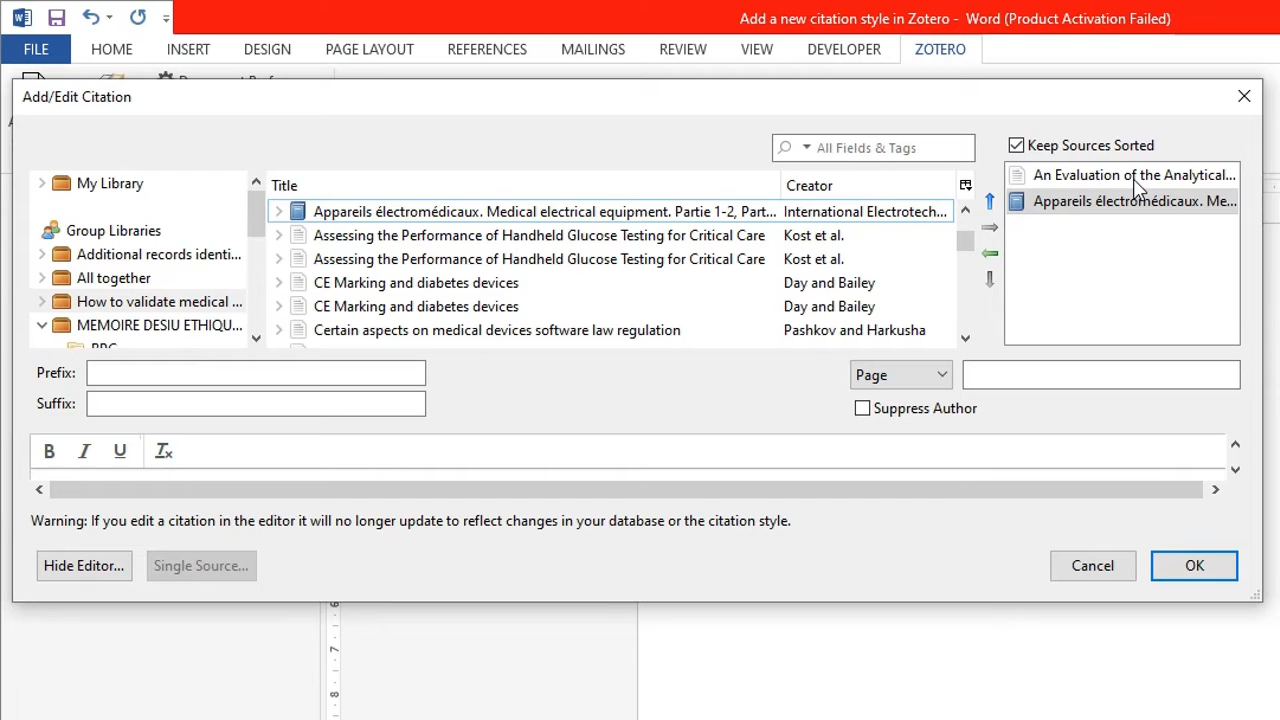 Add a new citation style in Zotero - Word (Product Activation Failed)
FILE HOME INSERT DESIGN PAGE LAYOUT REFERENCES MAILINGS REVIEW VIEW DEVELOPER ZOTERO
Add/Edit Citation
All Fields & Tags
Keep Sources Sorted
My Library
Group Libraries
Additional records identi...
All together
How to validate medical ...
MEMOIRE DESIU ETHIQU...
Title Creator
Appareils électromédicaux. Medical electrical equipment. Partie 1-2, Part... International Electrotech...
Assessing the Performance of Handheld Glucose Testing for Critical Care Kost et al.
Assessing the Performance of Handheld Glucose Testing for Critical Care Kost et al.
CE Marking and diabetes devices Day and Bailey
CE Marking and diabetes devices Day and Bailey
Certain aspects on medical devices software law regulation Pashkov and Harkusha
An Evaluation of the Analytical...
Appareils électromédicaux. Me...
Prefix:
Suffix:
Page
Suppress Author
B I U Tx
Warning: If you edit a citation in the editor it will no longer update to reflect changes in your database or the citation style.
Hide Editor... Single Source... Cancel OK
7
8